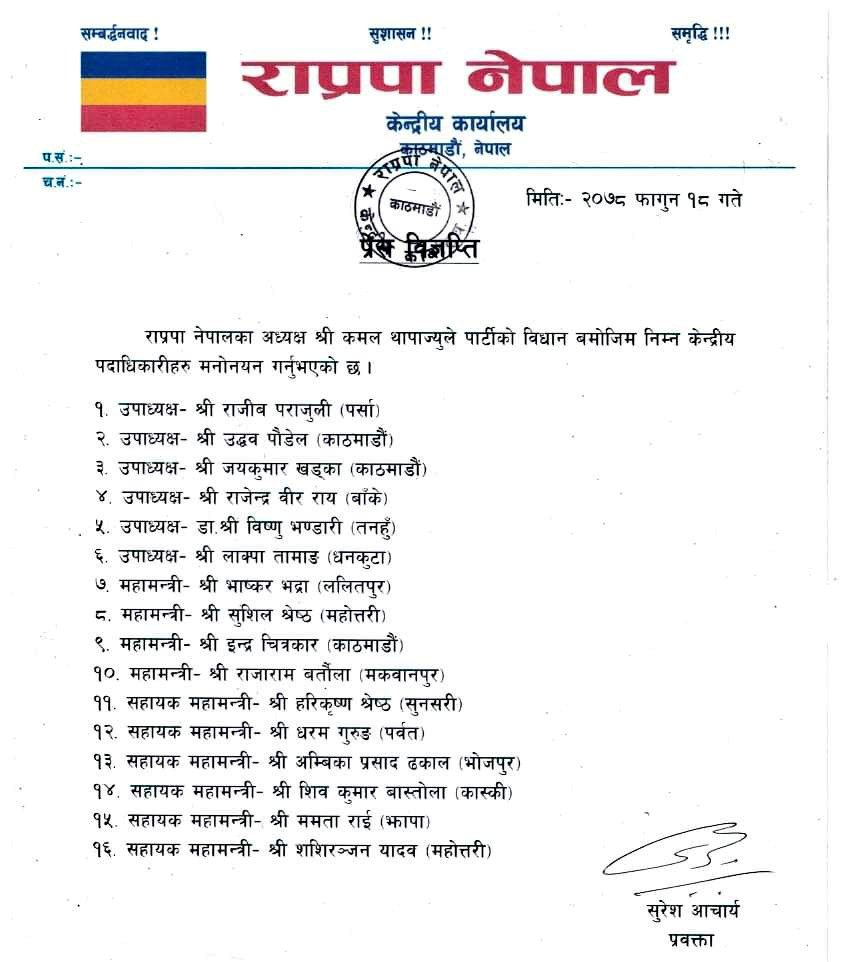 सम्बर्द्धनवाद ! सुशासन !! समृद्धि !!!
राप्रपा नेपाल
केन्द्रीय कार्यालय
काठमाडौं, नेपाल
प.सं.:-
च.नं.:-
राप्रपा नेपाल
काठमाडौं
मितिः- २०७८ फागुन १८ गते
प्रेस विज्ञप्ति
राप्रपा नेपालका अध्यक्ष श्री कमल थापाज्युले पार्टीको विधान बमोजिम निम्न केन्द्रीय
पदाधिकारीहरु मनोनयन गर्नुभएको छ ।
१. उपाध्यक्ष- श्री राजीब पराजुली (पर्सा)
२. उपाध्यक्ष- श्री उद्धव पौडेल (काठमाडौं)
३. उपाध्यक्ष- श्री जयकुमार खड्का (काठमाडौं)
४. उपाध्यक्ष- श्री राजेन्द्र वीर राय (बाँके)
५. उपाध्यक्ष- डा.श्री विष्णु भण्डारी (तनहुँ)
६. उपाध्यक्ष- श्री लाक्पा तामाङ (धनकुटा)
७. महामन्त्री- श्री भाष्कर भद्रा (ललितपुर)
८. महामन्त्री- श्री सुशिल श्रेष्ठ (महोत्तरी)
९. महामन्त्री- श्री इन्द्र चित्रकार (काठमाडौं)
१०. महामन्त्री- श्री राजाराम बर्तौला (मकवानपुर)
११. सहायक महामन्त्री- श्री हरिकृष्ण श्रेष्ठ (सुनसरी)
१२. सहायक महामन्त्री- श्री धरम गुरुङ (पर्वत)
१३. सहायक महामन्त्री- श्री अम्बिका प्रसाद ढकाल (भोजपुर)
१४. सहायक महामन्त्री- श्री शिव कुमार बास्तोला (कास्की)
१५. सहायक महामन्त्री- श्री ममता राई (झापा)
१६. सहायक महामन्त्री- श्री शशिरञ्जन यादव (महोत्तरी)
सुरेश आचार्य
प्रवक्ता